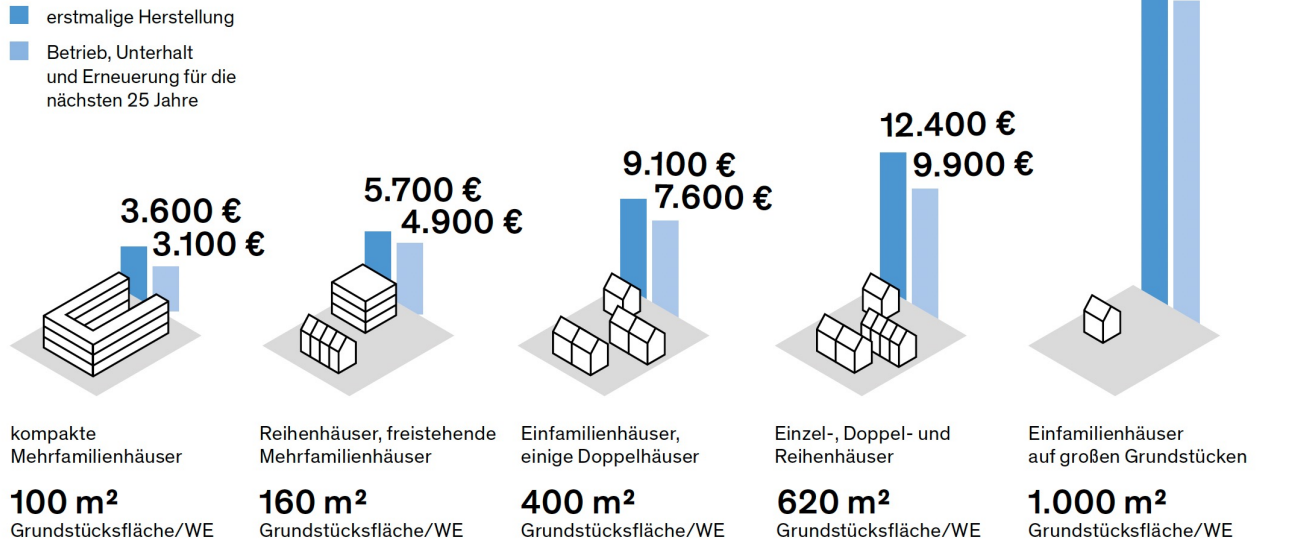 erstmalige Herstellung
Betrieb, Unterhalt
und Erneuerung für die
nächsten 25 Jahre
3.600 €
3.100 €
5.700 €
4.900 €
9.100 €
7.600 €
12.400 €
9.900 €
kompakte
Mehrfamilienhäuser
100 m²
Grundstücksfläche/WE
Reihenhäuser, freistehende
Mehrfamilienhäuser
160 m²
Grundstücksfläche/WE
Einfamilienhäuser,
einige Doppelhäuser
400 m²
Grundstücksfläche/WE
Einzel-, Doppel- und
Reihenhäuser
620 m²
Grundstücksfläche/WE
Einfamilienhäuser
auf großen Grundstücken
1.000 m²
Grundstücksfläche/WE